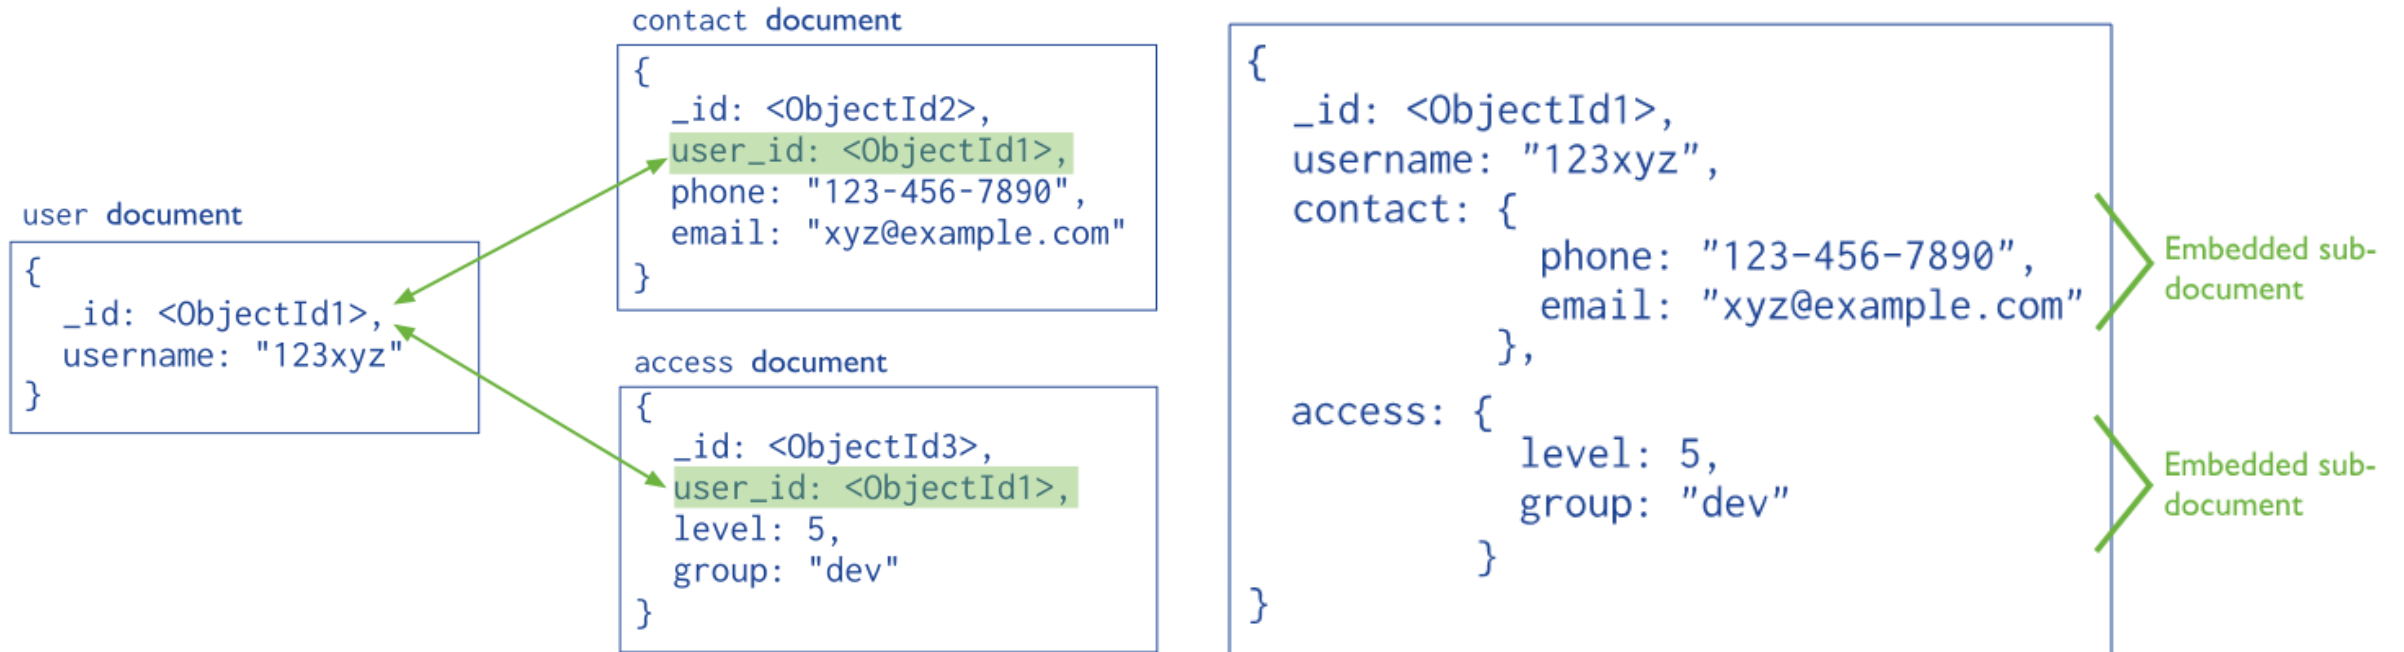 user document
{
_id: <ObjectId1>,
username: "123xyz"
}
contact document
{
_id: <ObjectId2>,
user_id: <ObjectId1>,
phone: "123-456-7890",
email: "xyz@example.com"
}
access document
{
_id: <ObjectId3>,
user_id: <ObjectId1>,
level: 5,
group: "dev"
}
{
_id: <ObjectId1>,
username: "123xyz",
contact: {
phone: "123-456-7890",
email: "xyz@example.com"
},
access: {
level: 5,
group: "dev"
}
}
Embedded sub-
document
Embedded sub-
document